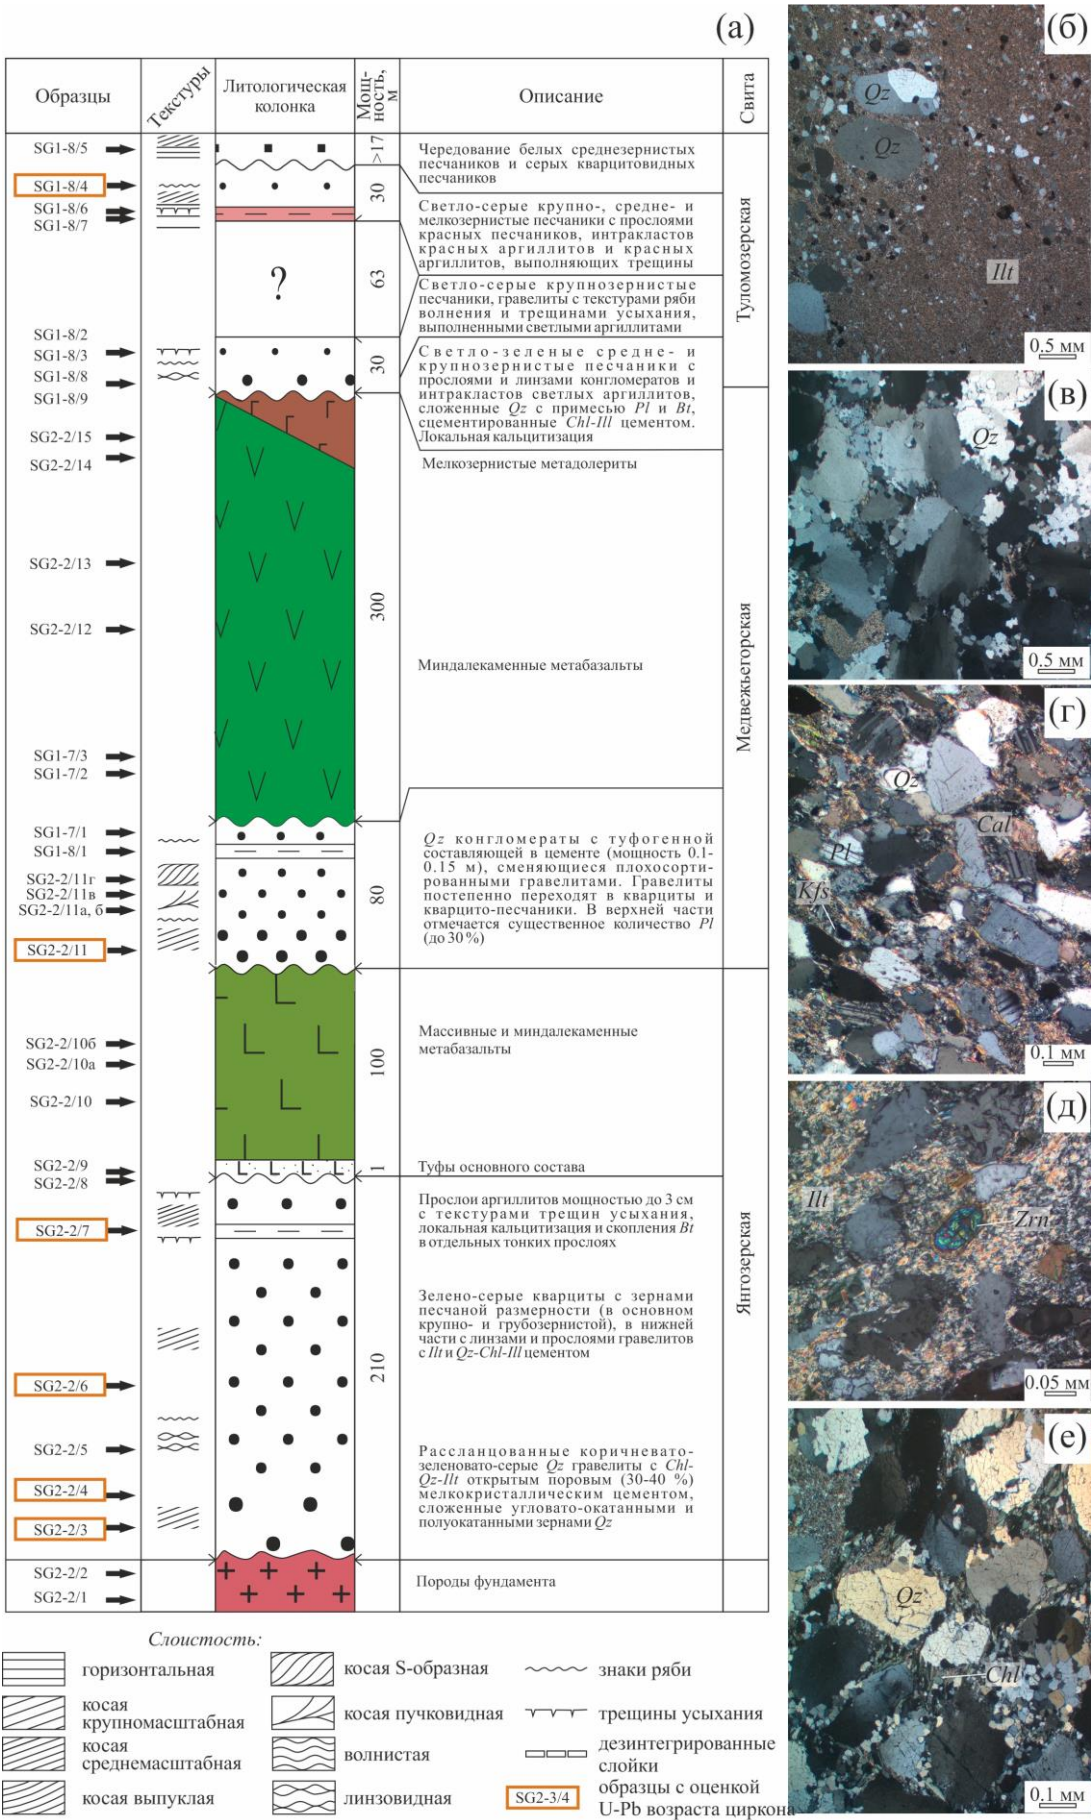 (а)
Образцы
Текстуры
Литологическая
колонка
Мощ-
ность,
м
Описание
Свита
SG1-8/5
SG1-8/4
SG1-8/6
SG1-8/7
SG1-8/2
SG1-8/3
SG1-8/8
SG1-8/9
SG2-2/15
SG2-2/14
SG2-2/13
SG2-2/12
SG1-7/3
SG1-7/2
SG1-7/1
SG1-8/1
SG2-2/11г
SG2-2/11в
SG2-2/11а, б
SG2-2/11
SG2-2/10б
SG2-2/10а
SG2-2/10
SG2-2/9
SG2-2/8
SG2-2/7
SG2-2/6
SG2-2/5
SG2-2/4
SG2-2/3
SG2-2/2
SG2-2/1
?
>17
30
63
30
300
80
100
1
210
Чередование белых среднезернистых
песчаников и серых кварцитовидных
песчаников
Светло-серые крупно-, средне- и
мелкозернистые песчаники с прослоями
красных песчаников, интракластов
красных аргиллитов и красных
аргиллитов, выполняющих трещины
Светло-серые крупнозернистые
песчаники, гравелиты с текстурами ряби
волнения и трещинами усыхания,
выполненными светлыми аргиллитами
Светло-зеленые средне- и
крупнозернистые песчаники с
прослоями и линзами конгломератов и
интракластов светлых аргиллитов,
сложенные Qz с примесью Pl и Bt,
сцементированные Chl-Ill цементом.
Локальная кальцитизация
Мелкозернистые метадолериты
Миндалекаменные метабазальты
Qz конгломераты с туфогенной
составляющей в цементе (мощность 0.1-
0.15 м), сменяющиеся плохосорти-
рованными гравелитами. Гравелиты
постепенно переходят в кварциты и
кварцито-песчаники. В верхней части
отмечается существенное количество Pl
(до 30 %)
Массивные и миндалекаменные
метабазальты
Туфы основного состава
Прослои аргиллитов мощностью до 3 см
с текстурами трещин усыхания,
локальная кальцитизация и скопления Bt
в отдельных тонких прослоях
Зелено-серые кварциты с зернами
песчаной размерности (в основном
крупно- и грубозернистой), в нижней
части с линзами и прослоями гравелитов
с Ilt и Qz-Chl-Ill цементом
Рассланцованные коричневато-
зеленовато-серые Qz гравелиты с Chl-
Qz-Ilt открытым поровым (30-40 %)
мелкокристаллическим цементом,
сложенные угловато-окатанными и
полуокатанными зернами Qz
Породы фундамента
Туломозерская
Медвежьегорская
Янгозерская
Слоистость:
горизонтальная
косая
крупномасштабная
косая
среднемасштабная
косая выпуклая
косая S-образная
косая пучковидная
волнистая
линзовидная
знаки ряби
трещины усыхания
дезинтегрированные
слойки
SG2-3/4
образцы с оценкой
U-Pb возраста циркона
(б)
Qz
Qz
Ilt
0.5 мм
(в)
Qz
0.5 мм
(г)
Qz
Cal
Pl
Kfs
0.1 мм
(д)
Ilt
Zrn
0.05 мм
(е)
Qz
Chl
0.1 мм